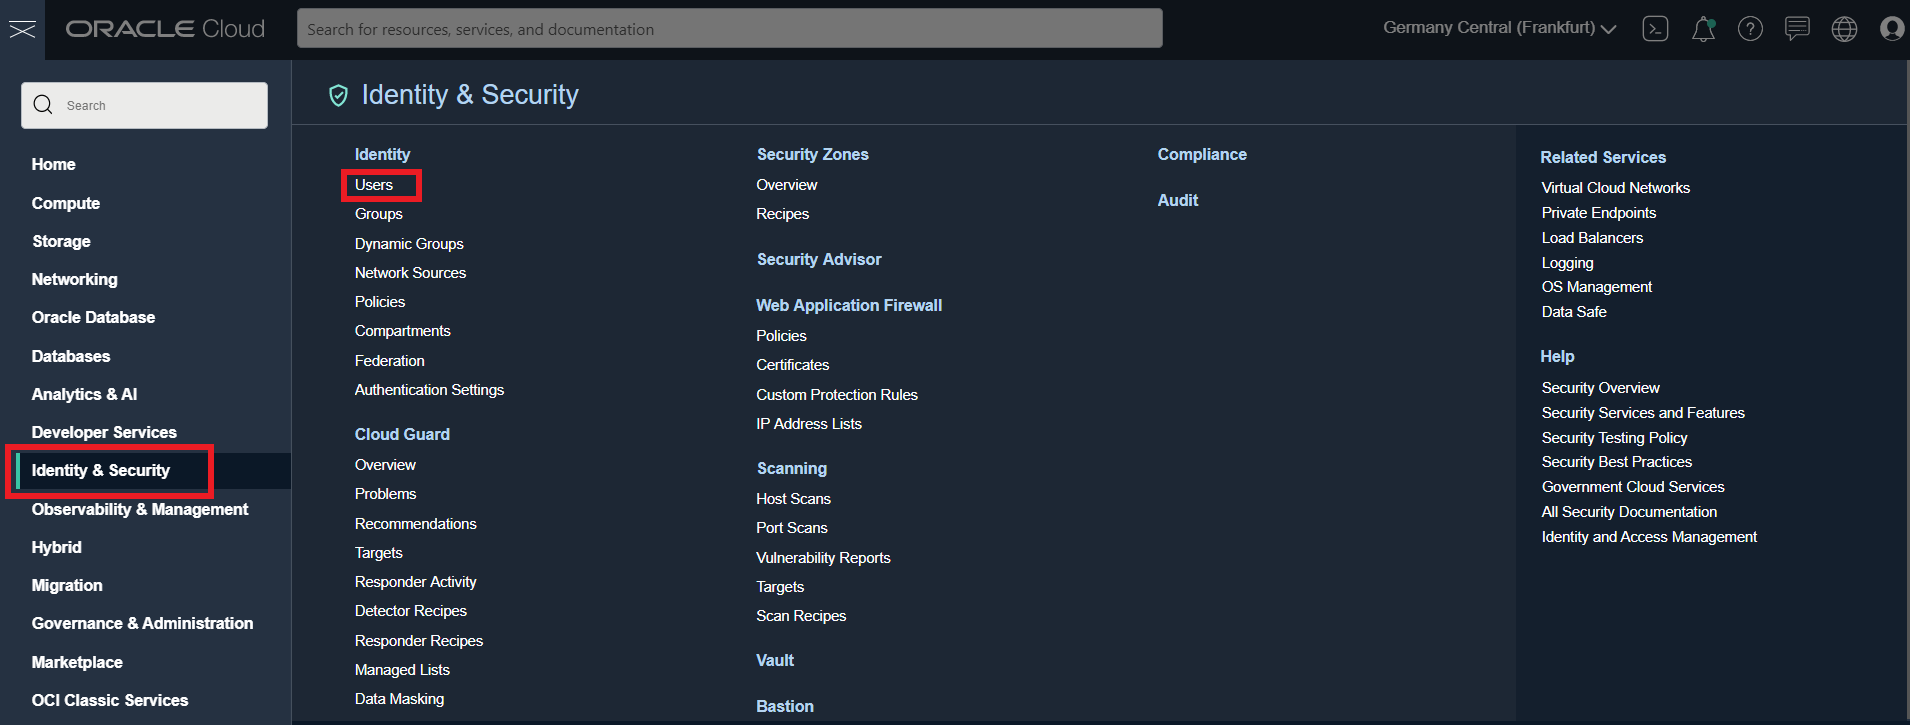 ORACLE Cloud
Search for resources, services, and documentation
Germany Central (Frankfurt)
Search
Home
Compute
Storage
Networking
Oracle Database
Databases
Analytics & AI
Developer Services
Identity & Security
Observability & Management
Hybrid
Migration
Governance & Administration
Marketplace
OCI Classic Services
Identity & Security
Identity
Users
Groups
Dynamic Groups
Network Sources
Policies
Compartments
Federation
Authentication Settings
Cloud Guard
Overview
Problems
Recommendations
Targets
Responder Activity
Detector Recipes
Responder Recipes
Managed Lists
Data Masking
Security Zones
Overview
Recipes
Security Advisor
Web Application Firewall
Policies
Certificates
Custom Protection Rules
IP Address Lists
Scanning
Host Scans
Port Scans
Vulnerability Reports
Targets
Scan Recipes
Vault
Bastion
Compliance
Audit
Related Services
Virtual Cloud Networks
Private Endpoints
Load Balancers
Logging
OS Management
Data Safe
Help
Security Overview
Security Services and Features
Security Testing Policy
Security Best Practices
Government Cloud Services
All Security Documentation
Identity and Access Management